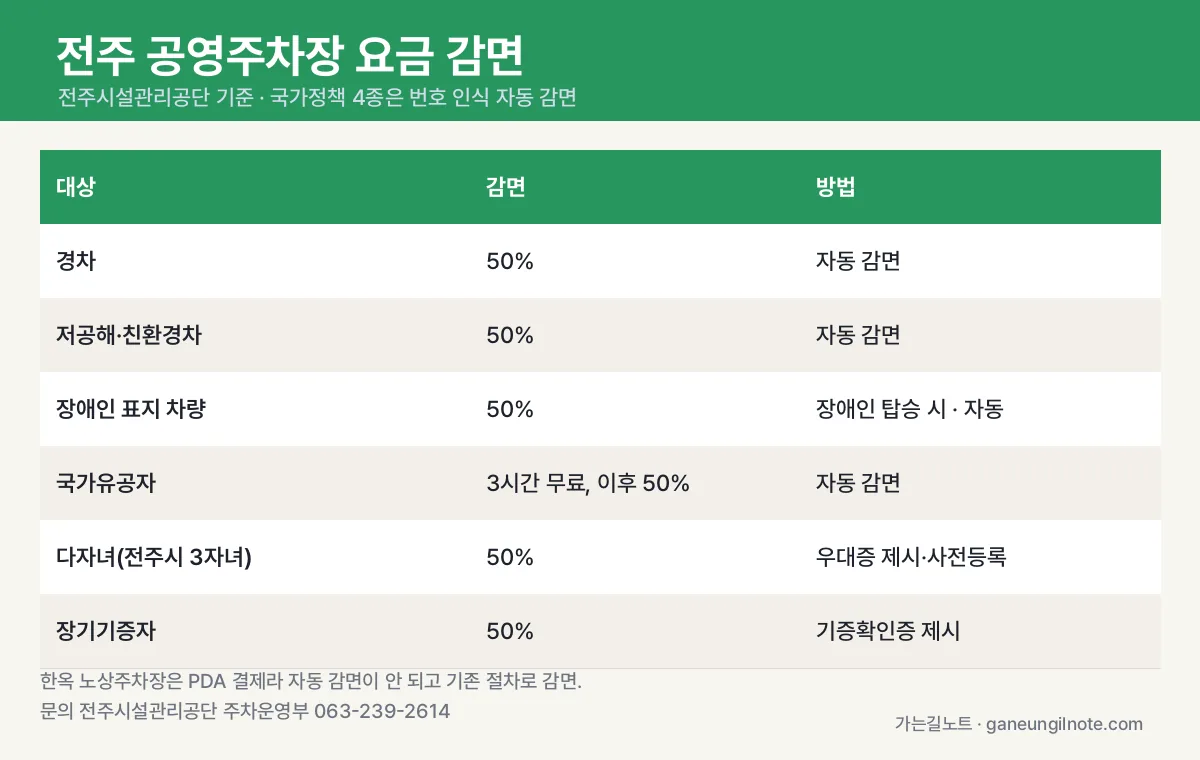 전주 공영주차장 요금 감면
전주시설관리공단 기준 · 국가정책 4종은 번호 인식 자동 감면
대상 감면 방법
경차 50% 자동 감면
저공해·친환경차 50% 자동 감면
장애인 표지 차량 50% 장애인 탑승 시 · 자동
국가유공자 3시간 무료, 이후 50% 자동 감면
다자녀(전주시 3자녀) 50% 우대증 제시·사전등록
장기기증자 50% 기증확인증 제시
한옥 노상주차장은 PDA 결제라 자동 감면이 안 되고 기존 절차로 감면.
문의 전주시설관리공단 주차운영부 063-239-2614
가는길노트 · ganeungilnote.com